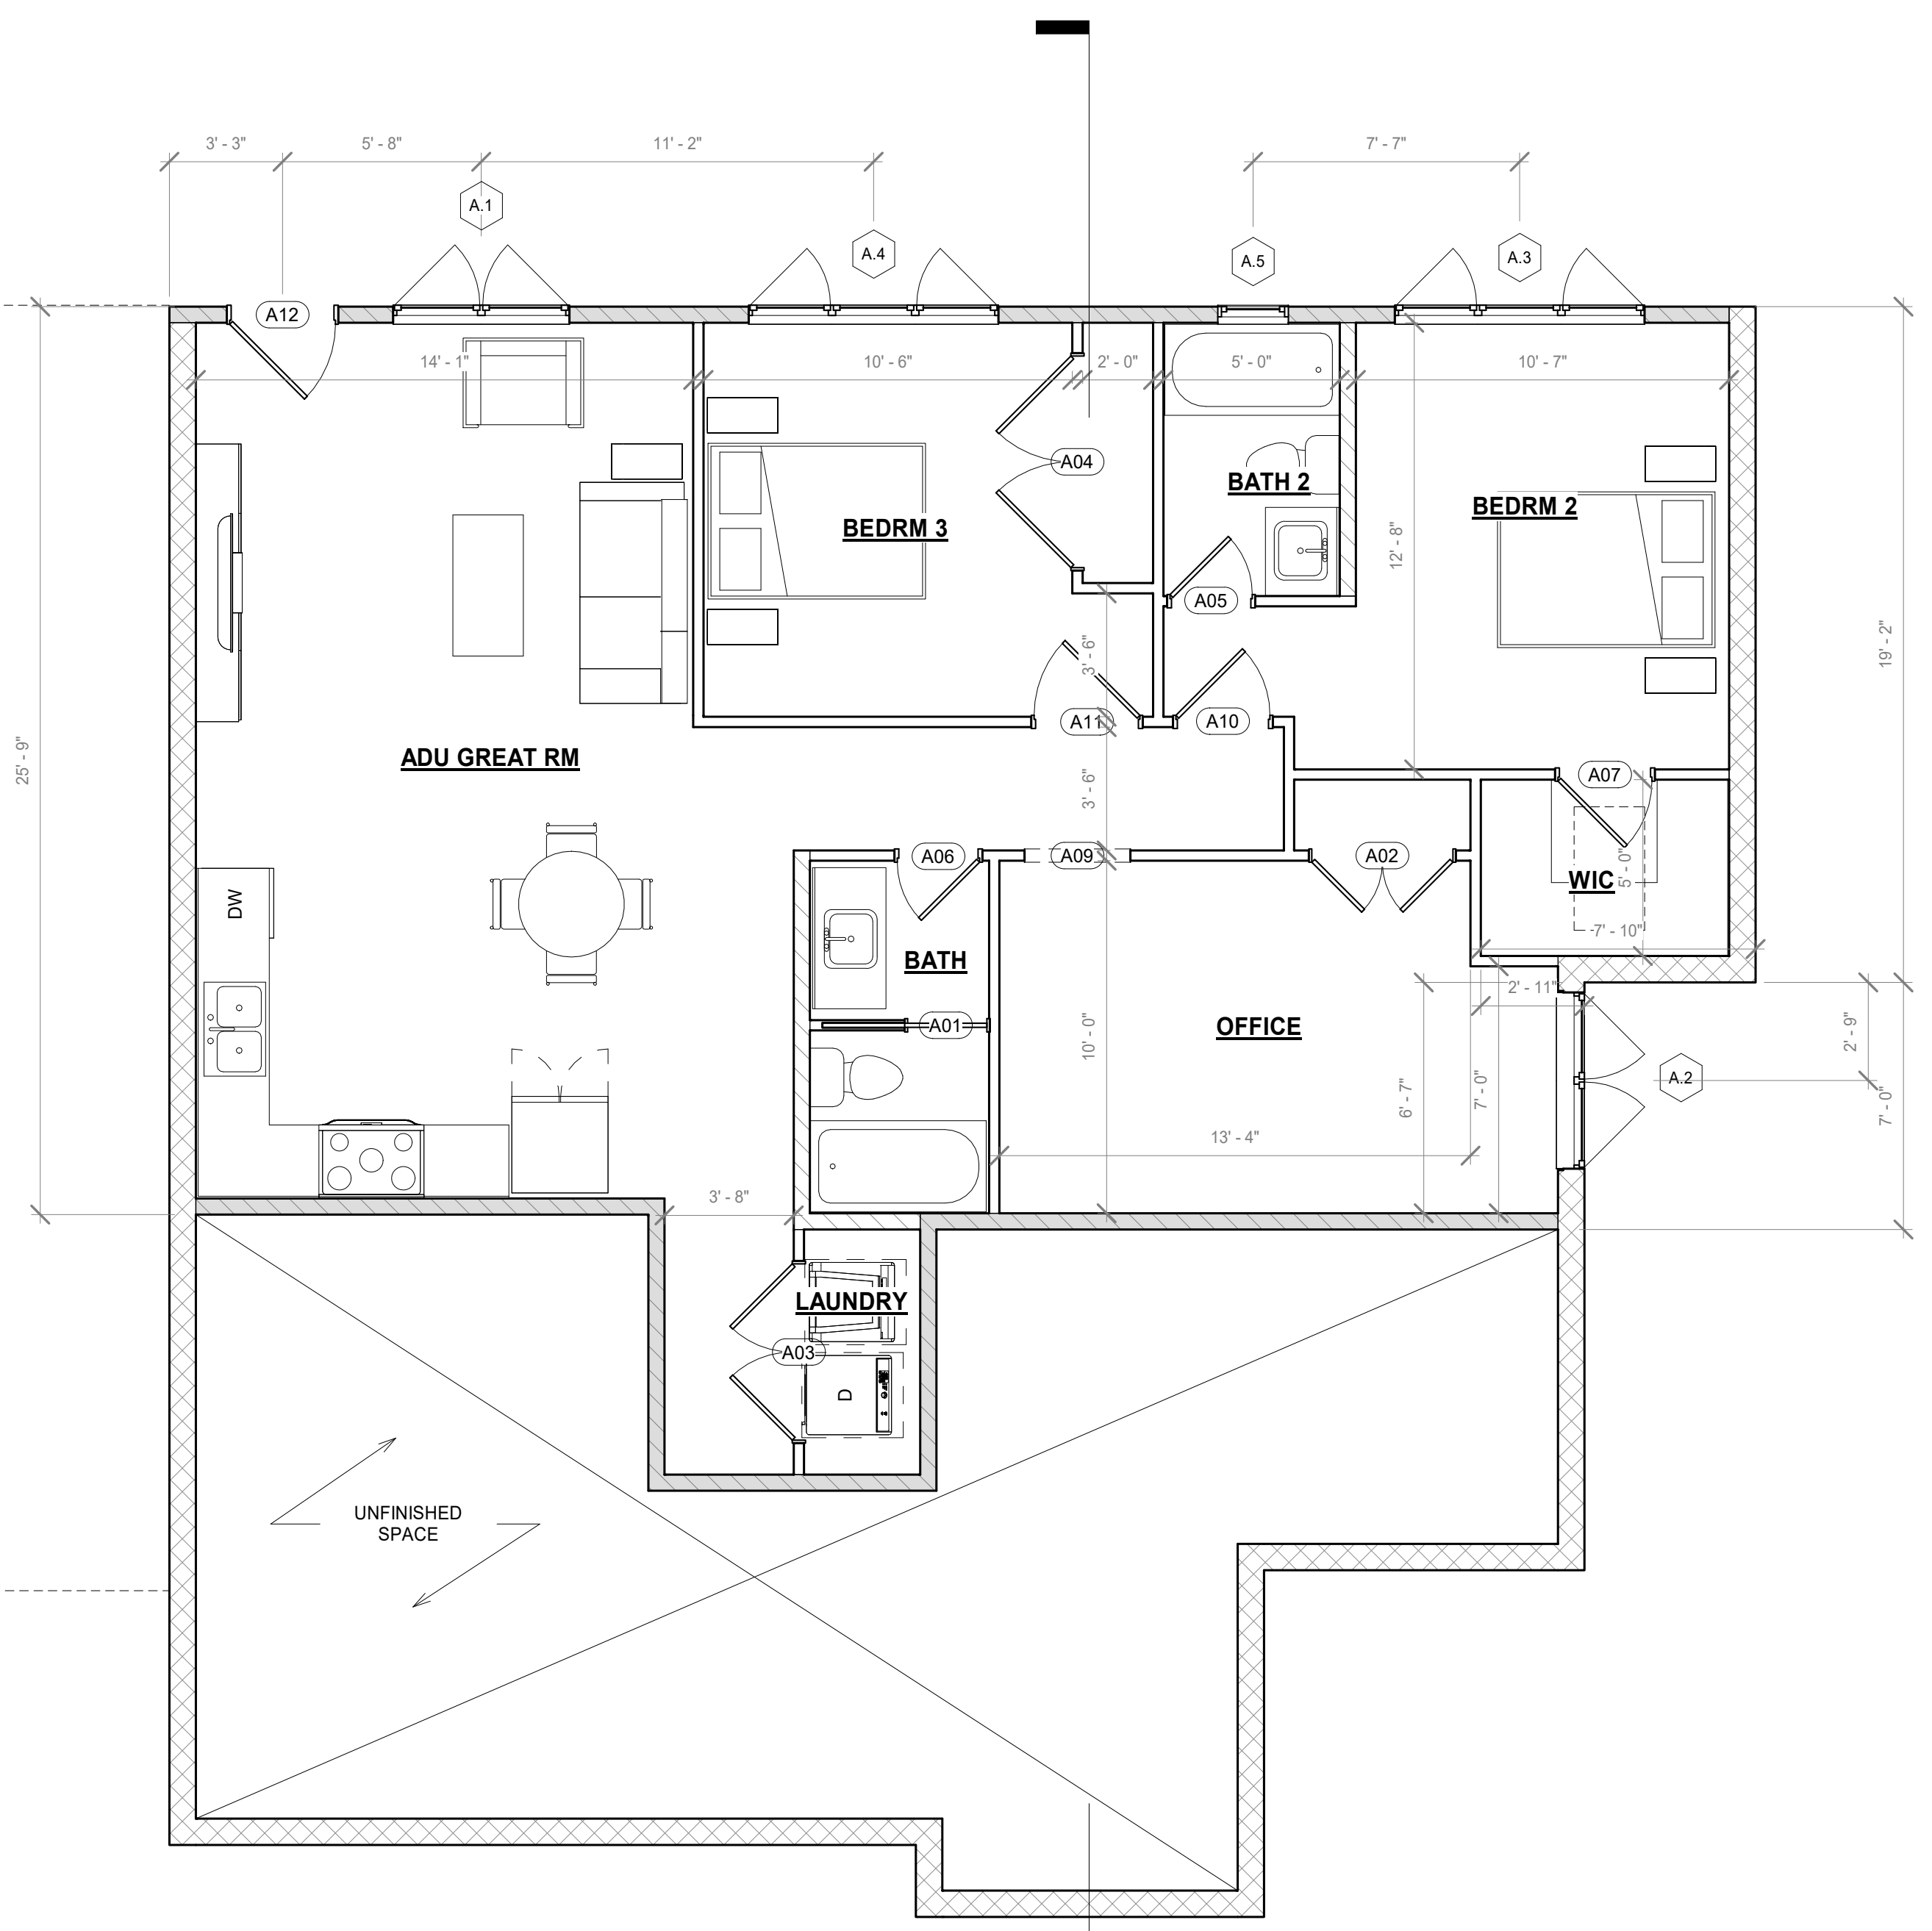 3' - 3"
5' - 8"
11' - 2"
7' - 7"
A.1
A.4
A.5
A.3
A12
14' - 1"
10' - 6"
2' - 0"
5' - 0"
10' - 7"
A04
BATH 2
BEDRM 2
BEDRM 3
12' - 8"
A05
3' - 6"
19' - 2"
A11
A10
ADU GREAT RM
25' - 9"
A07
3' - 6"
A06
A09
A02
WIC
5' - 0"
DW
7' - 10"
BATH
2' - 11"
A01
OFFICE
10' - 0"
2' - 9"
A.2
6' - 7"
7' - 0"
7' - 0"
13' - 4"
3' - 8"
LAUNDRY
A03
D
UNFINISHED
SPACE